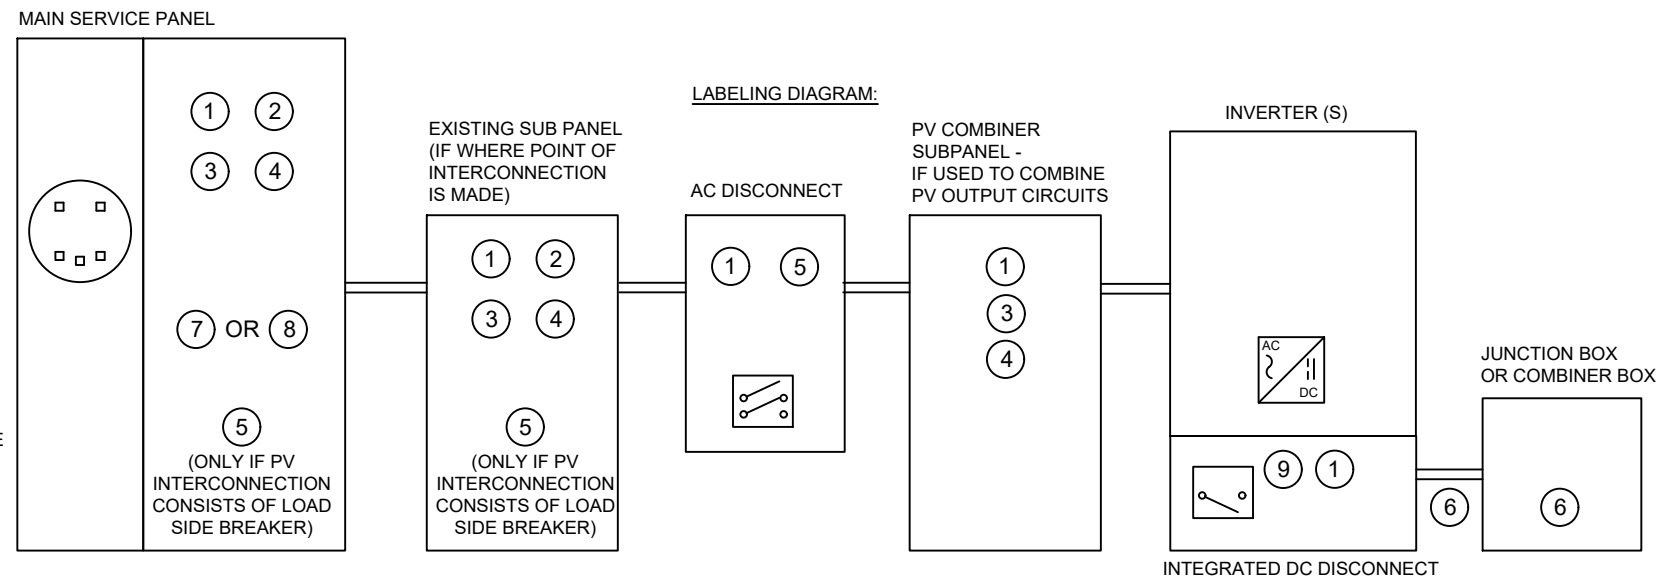 MAIN SERVICE PANEL
1 2
3 4
7 OR 8
5
(ONLY IF PV
INTERCONNECTION
CONSISTS OF LOAD
SIDE BREAKER)
E
LABELING DIAGRAM:
EXISTING SUB PANEL
(IF WHERE POINT OF
INTERCONNECTION
IS MADE)
1 2
3 4
5
(ONLY IF PV
INTERCONNECTION
CONSISTS OF LOAD
SIDE BREAKER)
AC DISCONNECT
1 5
PV COMBINER
SUBPANEL -
IF USED TO COMBINE
PV OUTPUT CIRCUITS
1
3
4
INVERTER (S)
AC
DC
9 1
INTEGRATED DC DISCONNECT
6
JUNCTION BOX
OR COMBINER BOX
6